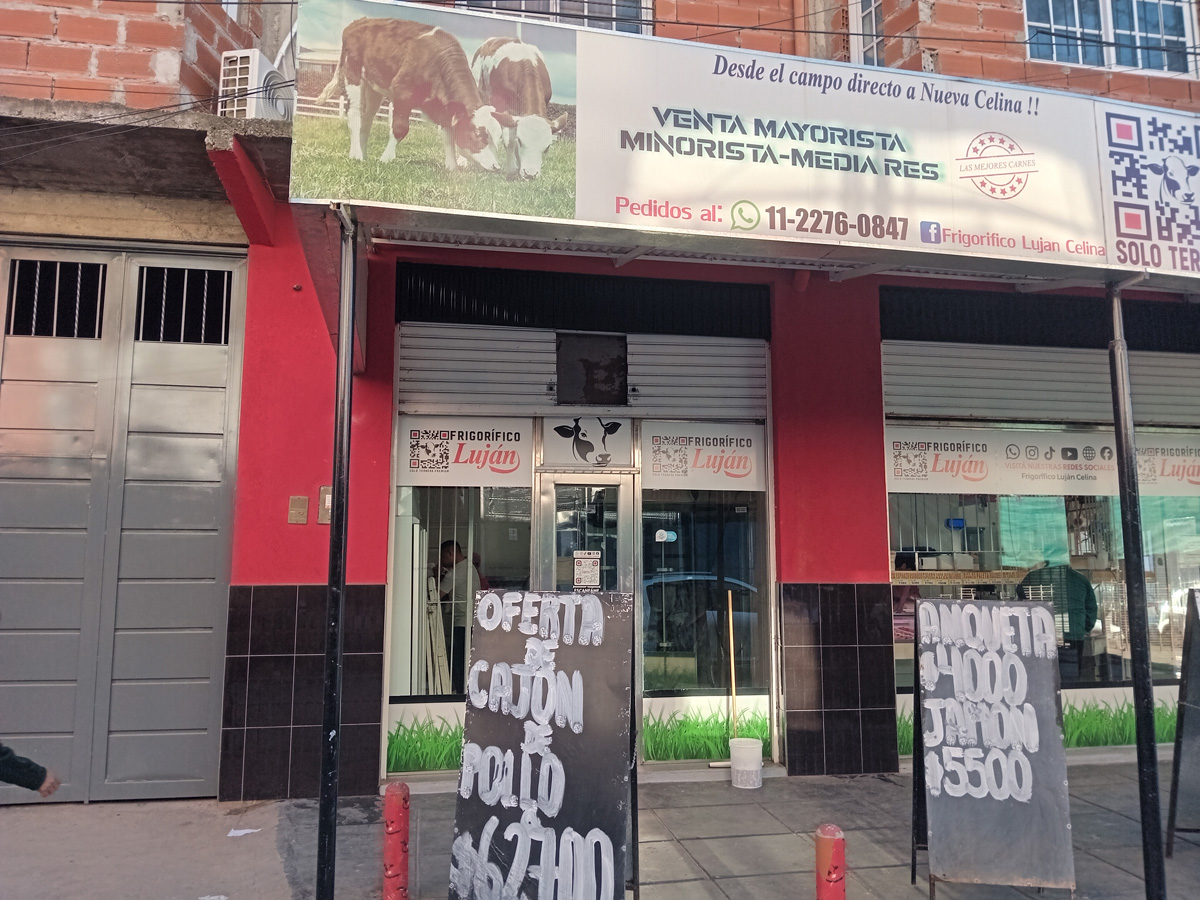 Desde el campo directo a Nueva Celina !!
VENTA MAYORISTA
MINORISTA-MEDIA RES
LAS MEJORES CARNES
Pedidos al: 11-2276-0847 Frigorifico Lujan Celina
SOLO TER
FRIGORÍFICO
Luján
FRIGORÍFICO
Luján
FRIGORÍFICO
Luján
VISITÁ NUESTRAS REDES SOCIALES
Frigorífico Luján Celina
Luján
OFERTA
DE
CAJON
DE
POLLO
$62700
ANQUETA
$4000
JAMON
$5500